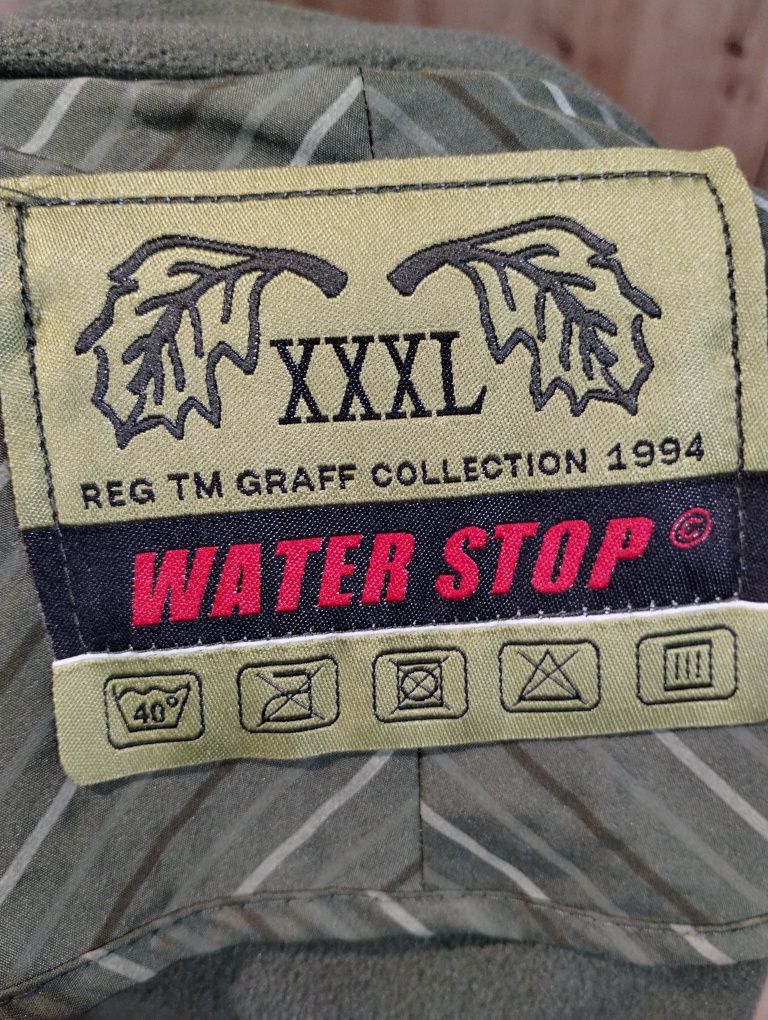 XXXL
REG TM GRAFF COLLECTION 1994
WATER STOP ©
40°